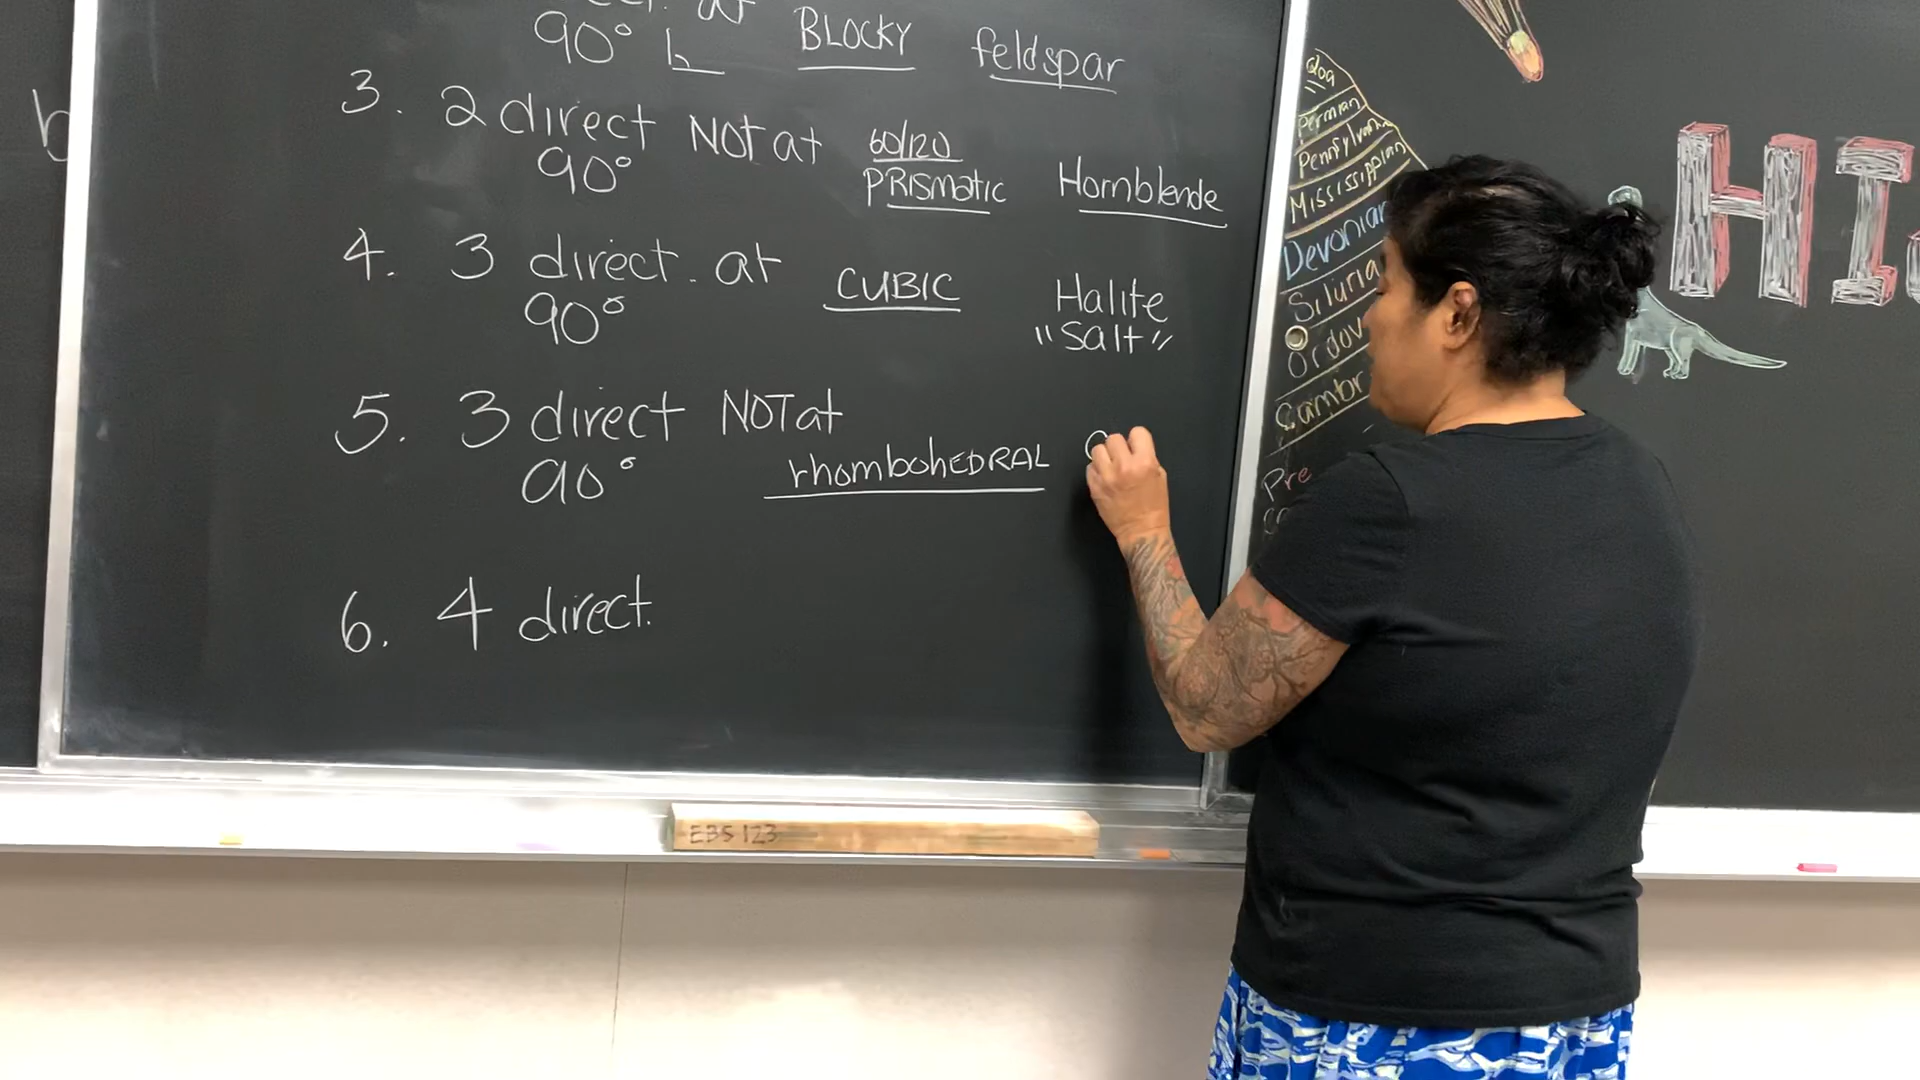 90° BLOCKY feldspar
3. 2 direct NOT at 60/120
90° PRISMATIC Hornblende
4. 3 direct. at CUBIC Halite
90° "Salt"
5. 3 direct NOT at
90° rhombohEDRAL
6. 4 direct.
EBS 123
Permian
Pennsylvanian
Mississippian
Devonian
Siluria
Ordov
Cambr
Pre
HI